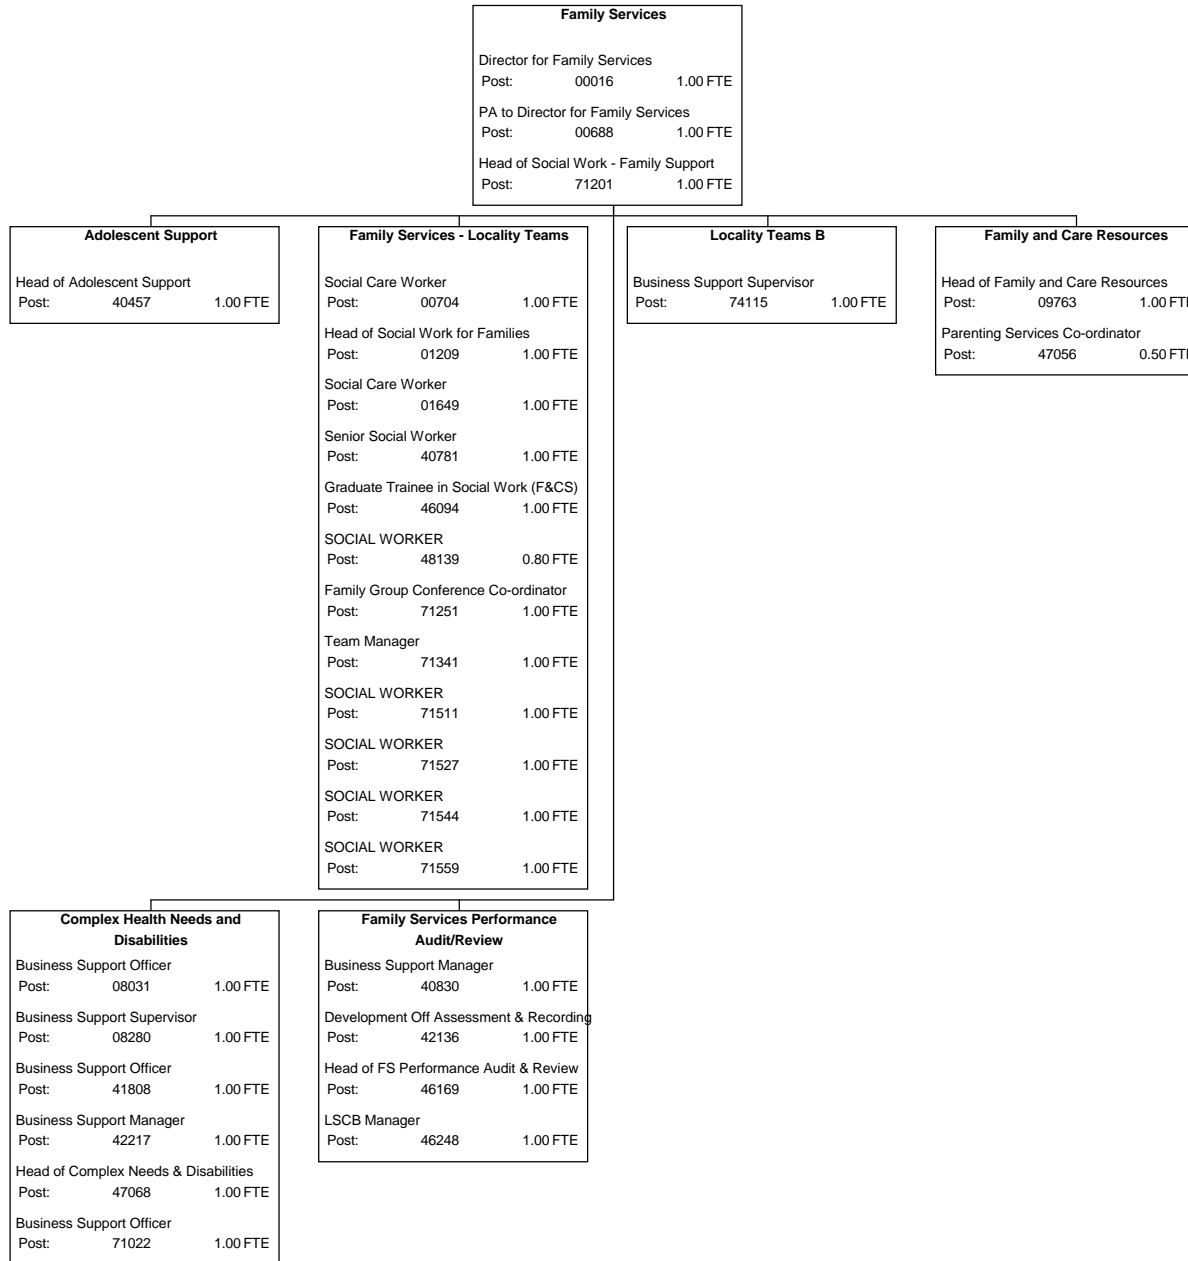 Family Services
Director for Family Services
Post: 00016 1.00 FTE
PA to Director for Family Services
Post: 00688 1.00 FTE
Head of Social Work - Family Support
Post: 71201 1.00 FTE
Adolescent Support
Head of Adolescent Support
Post: 40457 1.00 FTE
Family Services - Locality Teams
Social Care Worker
Post: 00704 1.00 FTE
Head of Social Work for Families
Post: 01209 1.00 FTE
Social Care Worker
Post: 01649 1.00 FTE
Senior Social Worker
Post: 40781 1.00 FTE
Graduate Trainee in Social Work (F&CS)
Post: 46094 1.00 FTE
SOCIAL WORKER
Post: 48139 0.80 FTE
Family Group Conference Co-ordinator
Post: 71251 1.00 FTE
Team Manager
Post: 71341 1.00 FTE
SOCIAL WORKER
Post: 71511 1.00 FTE
SOCIAL WORKER
Post: 71527 1.00 FTE
SOCIAL WORKER
Post: 71544 1.00 FTE
SOCIAL WORKER
Post: 71559 1.00 FTE
Locality Teams B
Business Support Supervisor
Post: 74115 1.00 FTE
Family and Care Resources
Head of Family and Care Resources
Post: 09763 1.00 FTE
Parenting Services Co-ordinator
Post: 47056 0.50 FTE
Complex Health Needs and
Disabilities
Business Support Officer
Post: 08031 1.00 FTE
Business Support Supervisor
Post: 08280 1.00 FTE
Business Support Officer
Post: 41808 1.00 FTE
Business Support Manager
Post: 42217 1.00 FTE
Head of Complex Needs & Disabilities
Post: 47068 1.00 FTE
Business Support Officer
Post: 71022 1.00 FTE
Family Services Performance
Audit/Review
Business Support Manager
Post: 40830 1.00 FTE
Development Off Assessment & Recording
Post: 42136 1.00 FTE
Head of FS Performance Audit & Review
Post: 46169 1.00 FTE
LSCB Manager
Post: 46248 1.00 FTE